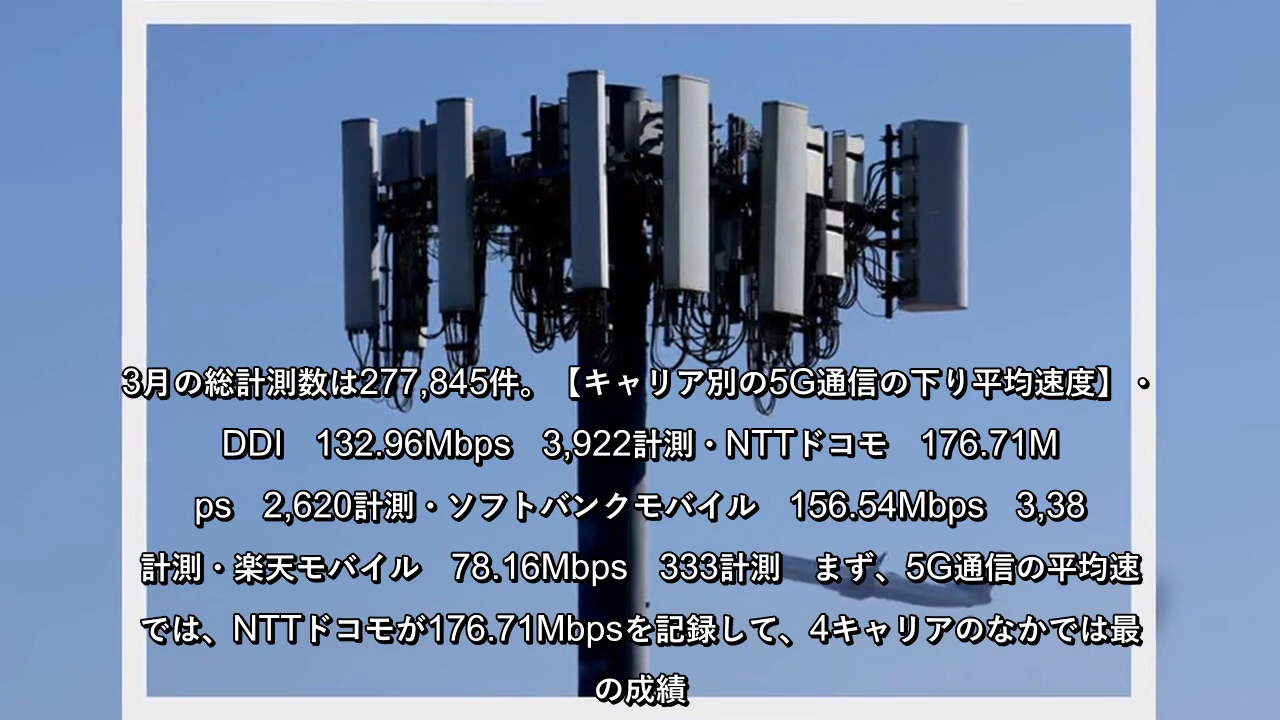 3月の総計測数は277,845件。【キャリア別の5G通信の下り平均速度】・
DDI　132.96Mbps　3,922計測・NTTドコモ　176.71M
ps　2,620計測・ソフトバンクモバイル　156.54Mbps　3,38
計測・楽天モバイル　78.16Mbps　333計測　まず、5G通信の平均速
では、NTTドコモが176.71Mbpsを記録して、4キャリアのなかでは最
の成績